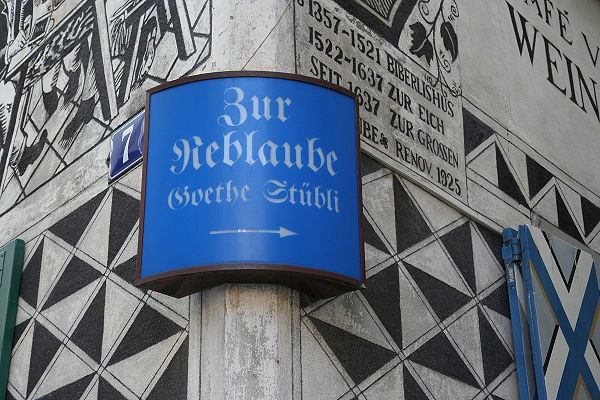 1357-1521 BIBERLISHUS
1522-1637 ZUR EICH
SEIT 1637 ZUR GROSSEN
RENOV 1925
CAFÉ
WEIN
7
Zur
Reblaube
Goethe Stübli